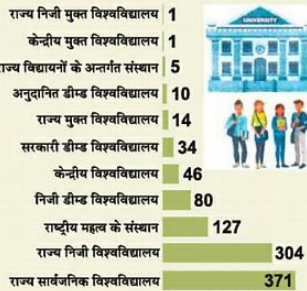 राज्य निजी मुक्त विश्वविद्यालय 1
केन्द्रीय मुक्त विश्वविद्यालय 1
राज्य विद्यायनों के अन्तर्गत संस्थान 5
अनुदानित डीम्ड विश्वविद्यालय 10
राज्य मुक्त विश्वविद्यालय 14
सरकारी डीम्ड विश्वविद्यालय 34
केन्द्रीय विश्वविद्यालय 46
निजी डीम्ड विश्वविद्यालय 80
राष्ट्रीय महत्व के संस्थान 127
राज्य निजी विश्वविद्यालय 304
राज्य सार्वजनिक विश्वविद्यालय 371
UNIVERSITY